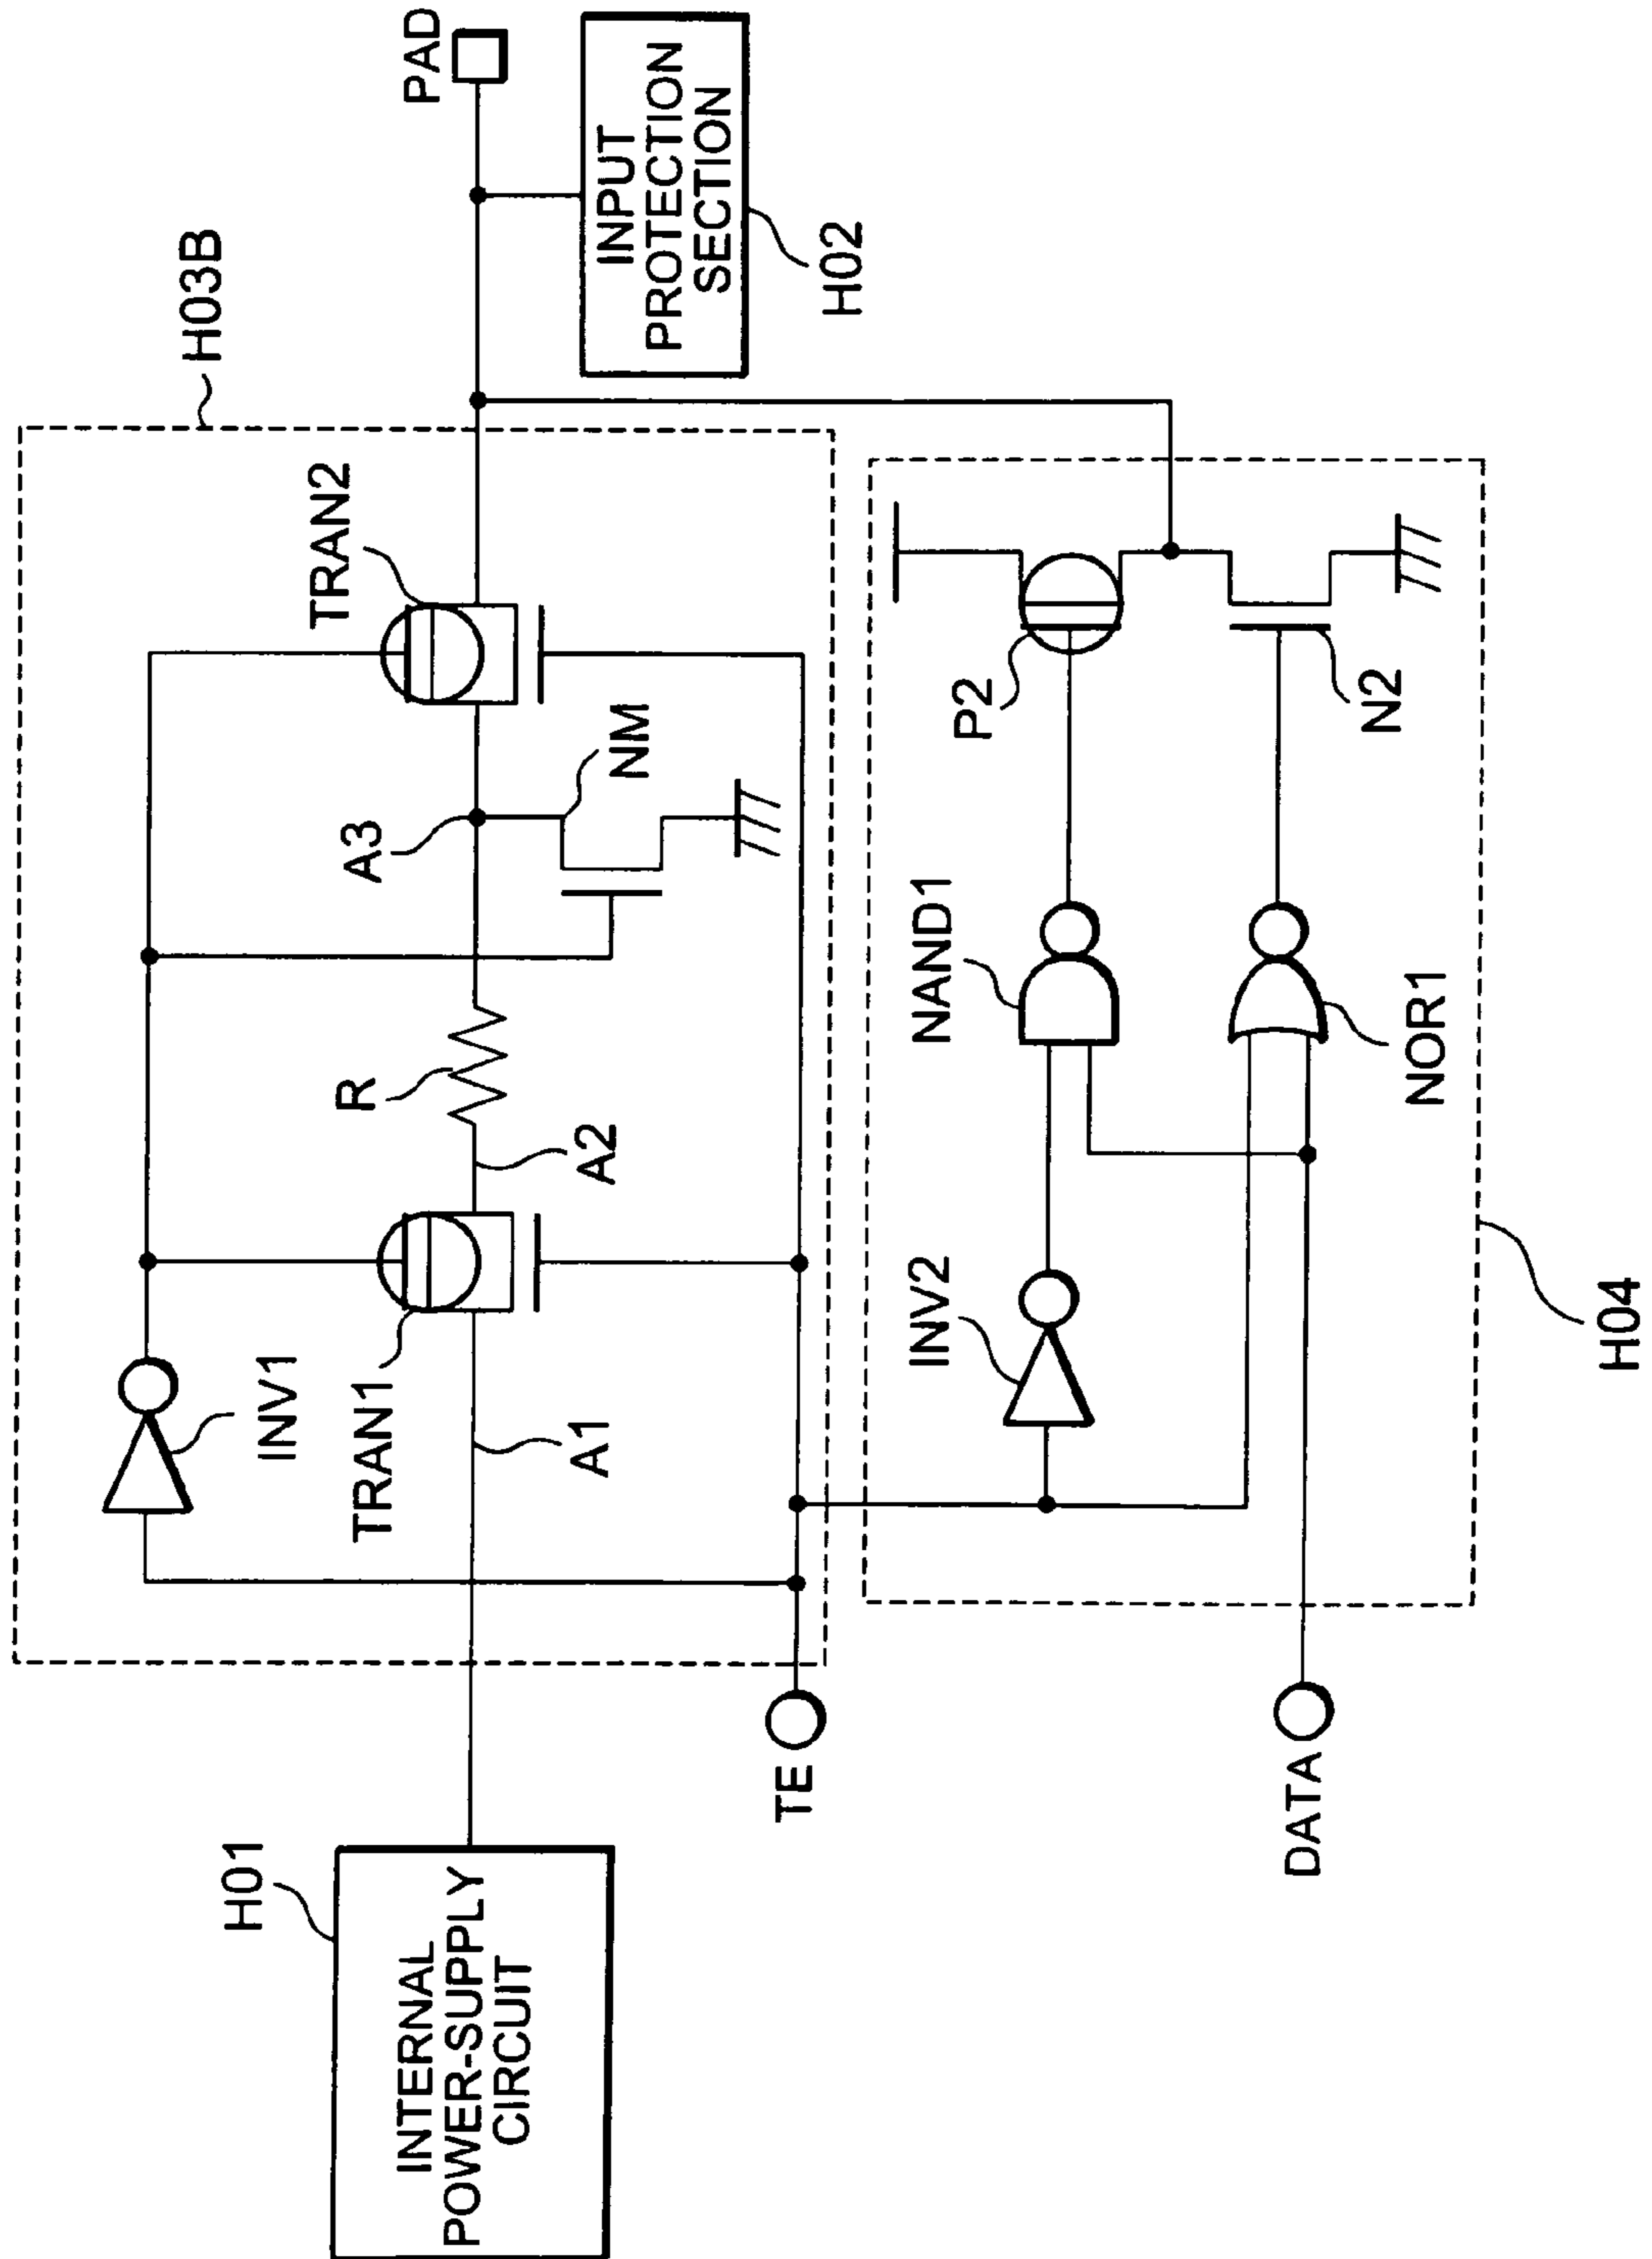 H01
INTERNAL
POWER-SUPPLY
CIRCUIT
TE
DATA
INV1
TRAN1
A1
A2
R
A3
NM
TRAN2
H03B
PAD
INPUT
PROTECTION
SECTION
H02
INV2
NAND1
NOR1
P2
N2
H04